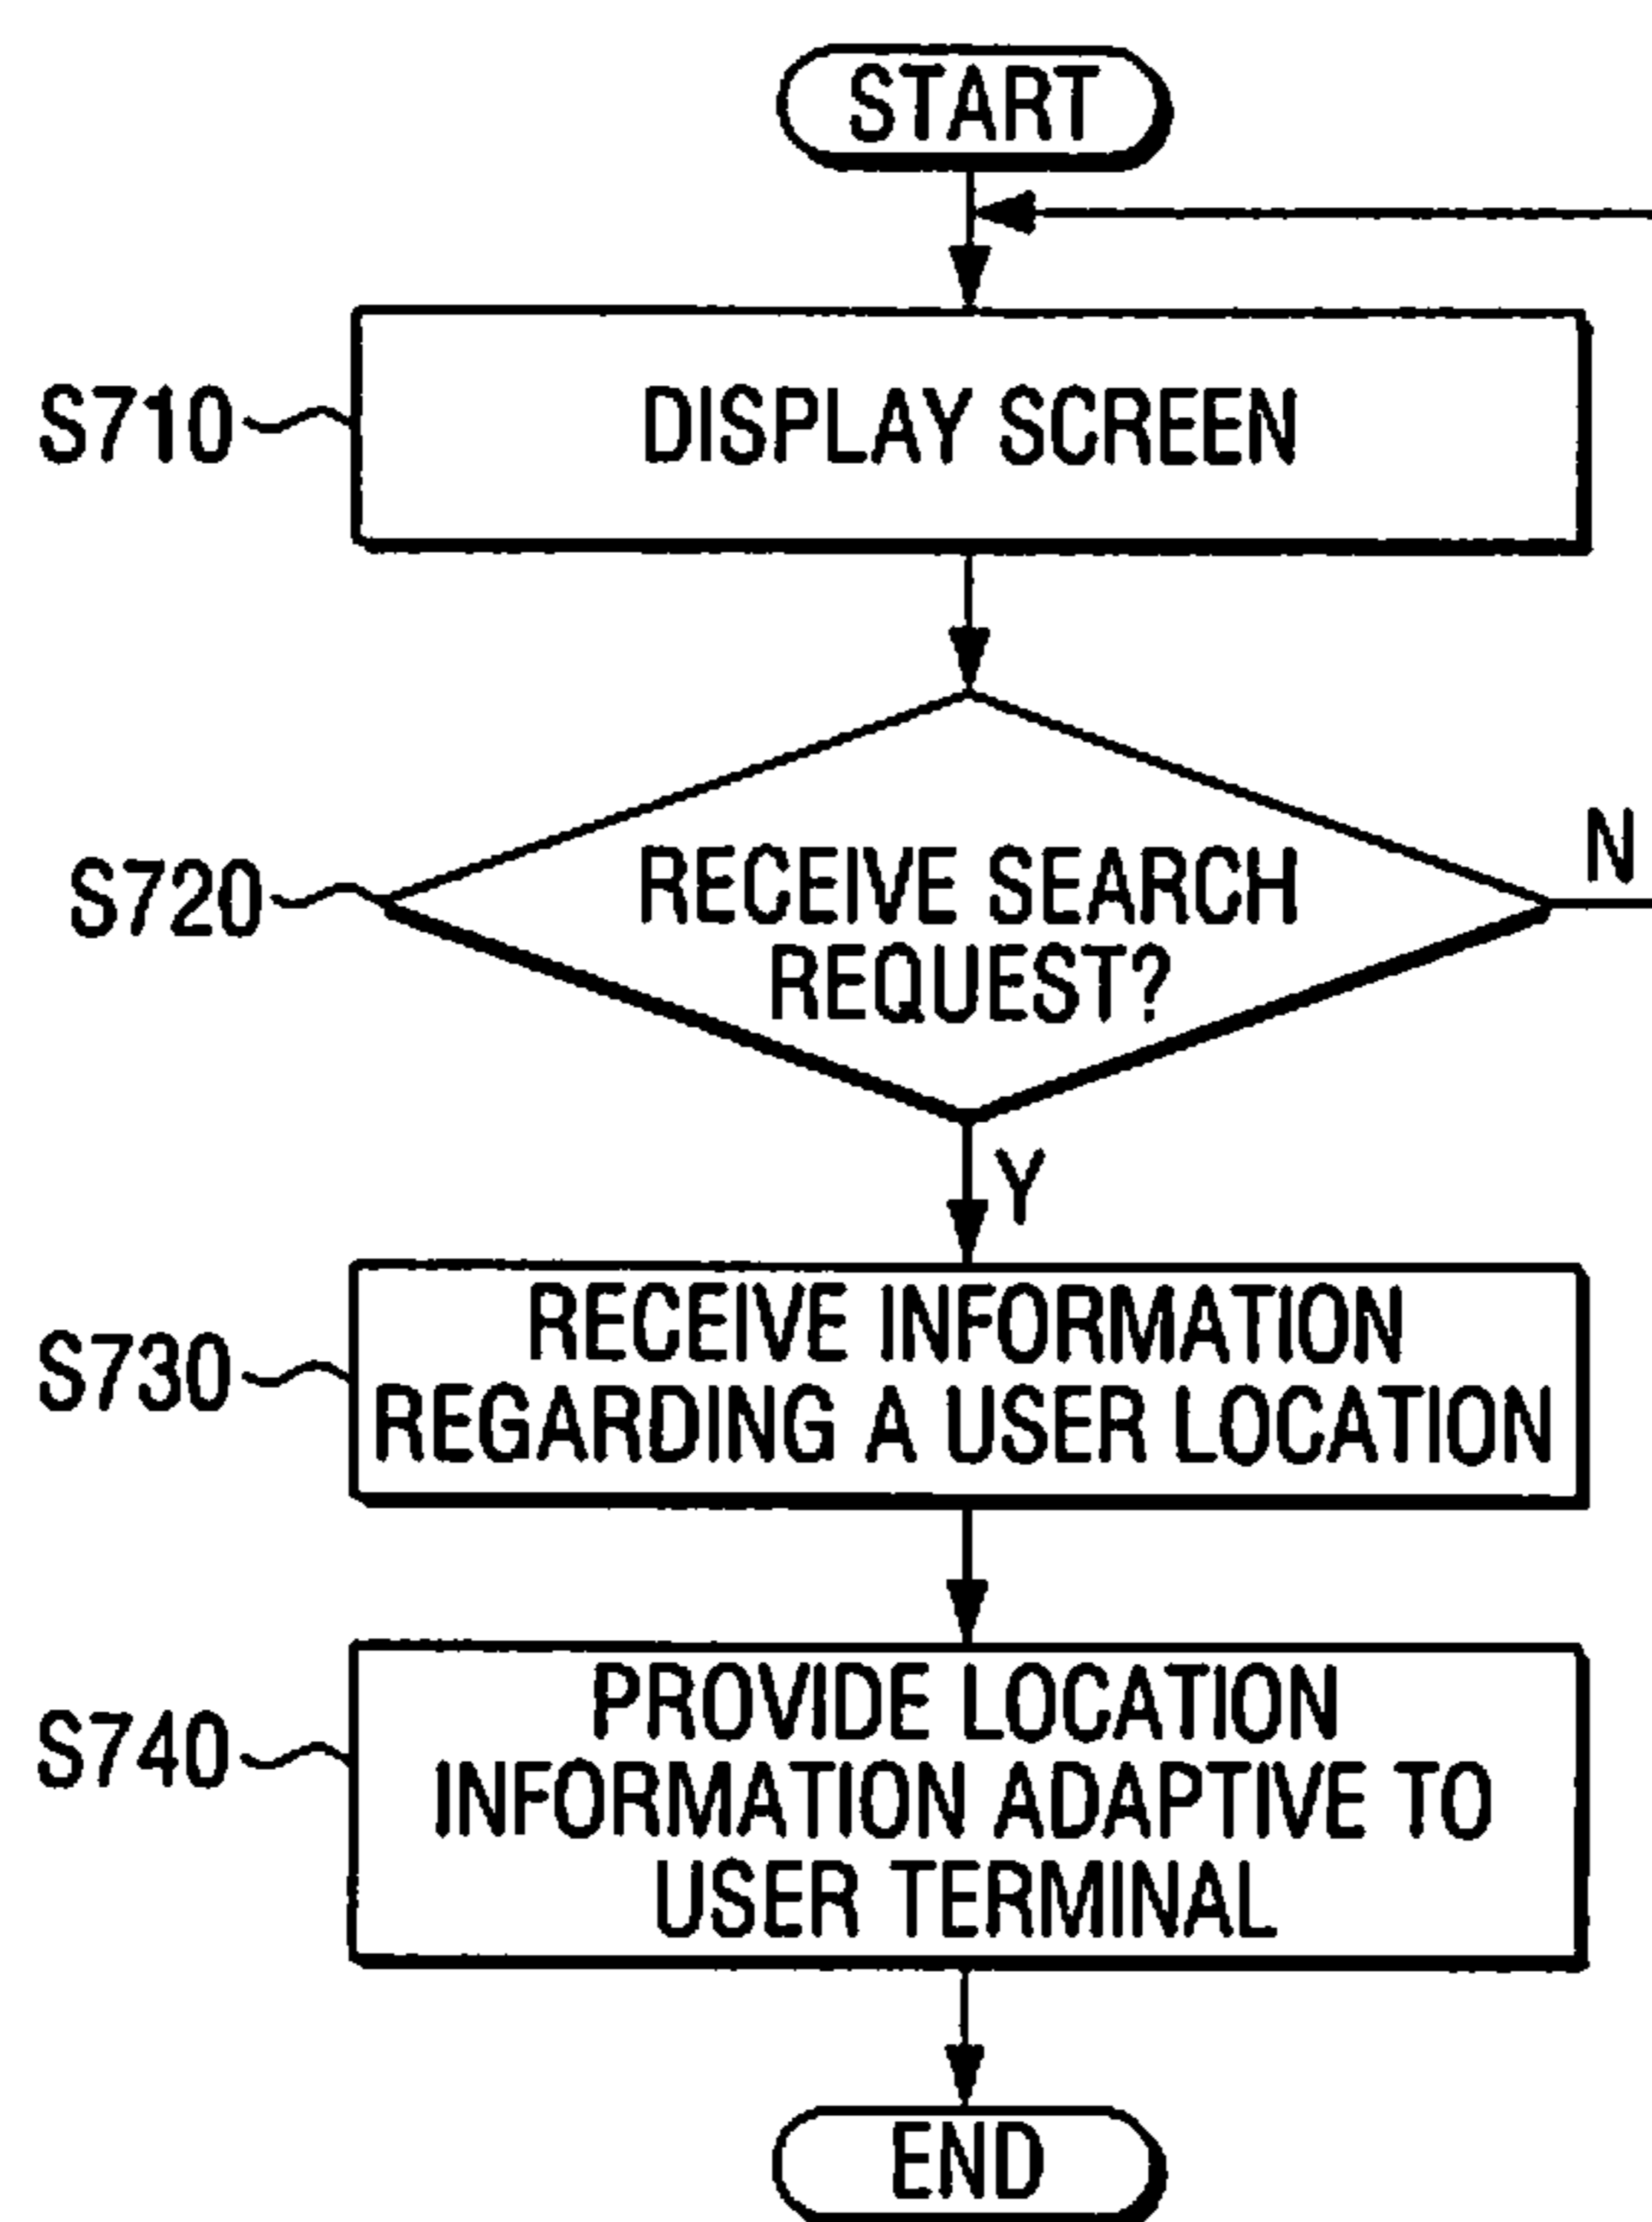 START
S710
DISPLAY SCREEN
S720
RECEIVE SEARCH
REQUEST?
N
Y
S730
RECEIVE INFORMATION
REGARDING A USER LOCATION
S740
PROVIDE LOCATION
INFORMATION ADAPTIVE TO
USER TERMINAL
END